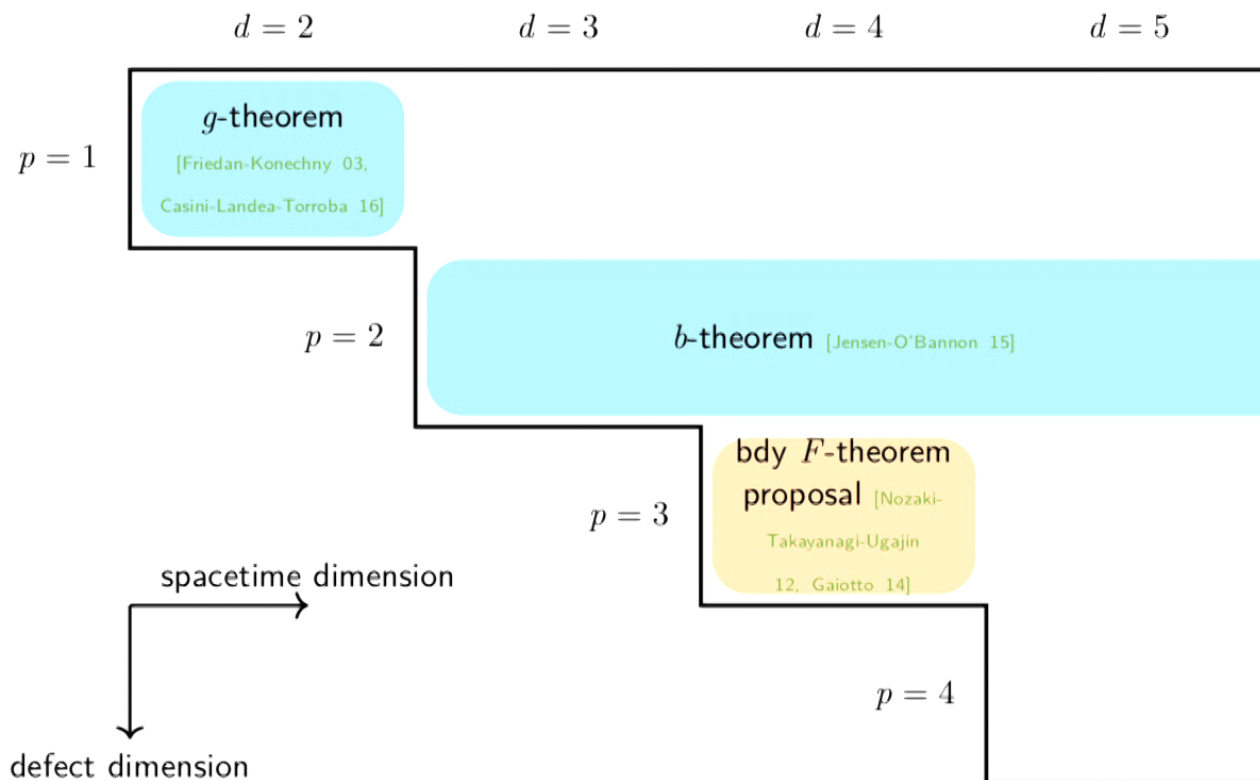 d = 2 d = 3 d = 4 d = 5
p = 1
g-theorem
[Friedan-Konechny 03,
Casini-Landea-Torroba 16]
p = 2
b-theorem [Jensen-O'Bannon 15]
p = 3
bdy F-theorem
proposal [Nozaki-
Takayanagi-Ugajin
12, Gaiotto 14]
spacetime dimension
p = 4
defect dimension